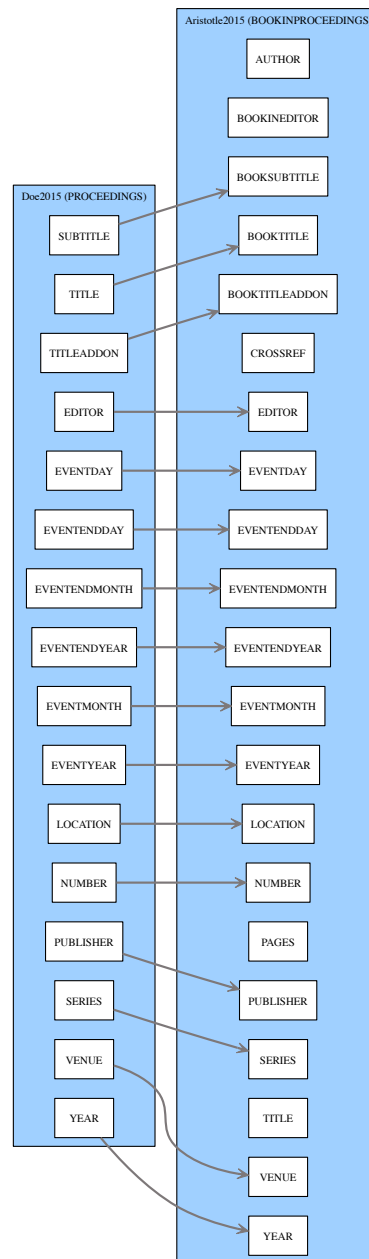 Doe2015 (PROCEEDINGS)
SUBTITLE
TITLE
TITLEADDON
EDITOR
EVENTDAY
EVENTENDDAY
EVENTENDMONTH
EVENTENDYEAR
EVENTMONTH
EVENTYEAR
LOCATION
NUMBER
PUBLISHER
SERIES
VENUE
YEAR
Aristotle2015 (BOOKINPROCEEDINGS)
AUTHOR
BOOKINEDITOR
BOOKSUBTITLE
BOOKTITLE
BOOKTITLEADDON
CROSSREF
EDITOR
EVENTDAY
EVENTENDDAY
EVENTENDMONTH
EVENTENDYEAR
EVENTMONTH
EVENTYEAR
LOCATION
NUMBER
PAGES
PUBLISHER
SERIES
TITLE
VENUE
YEAR